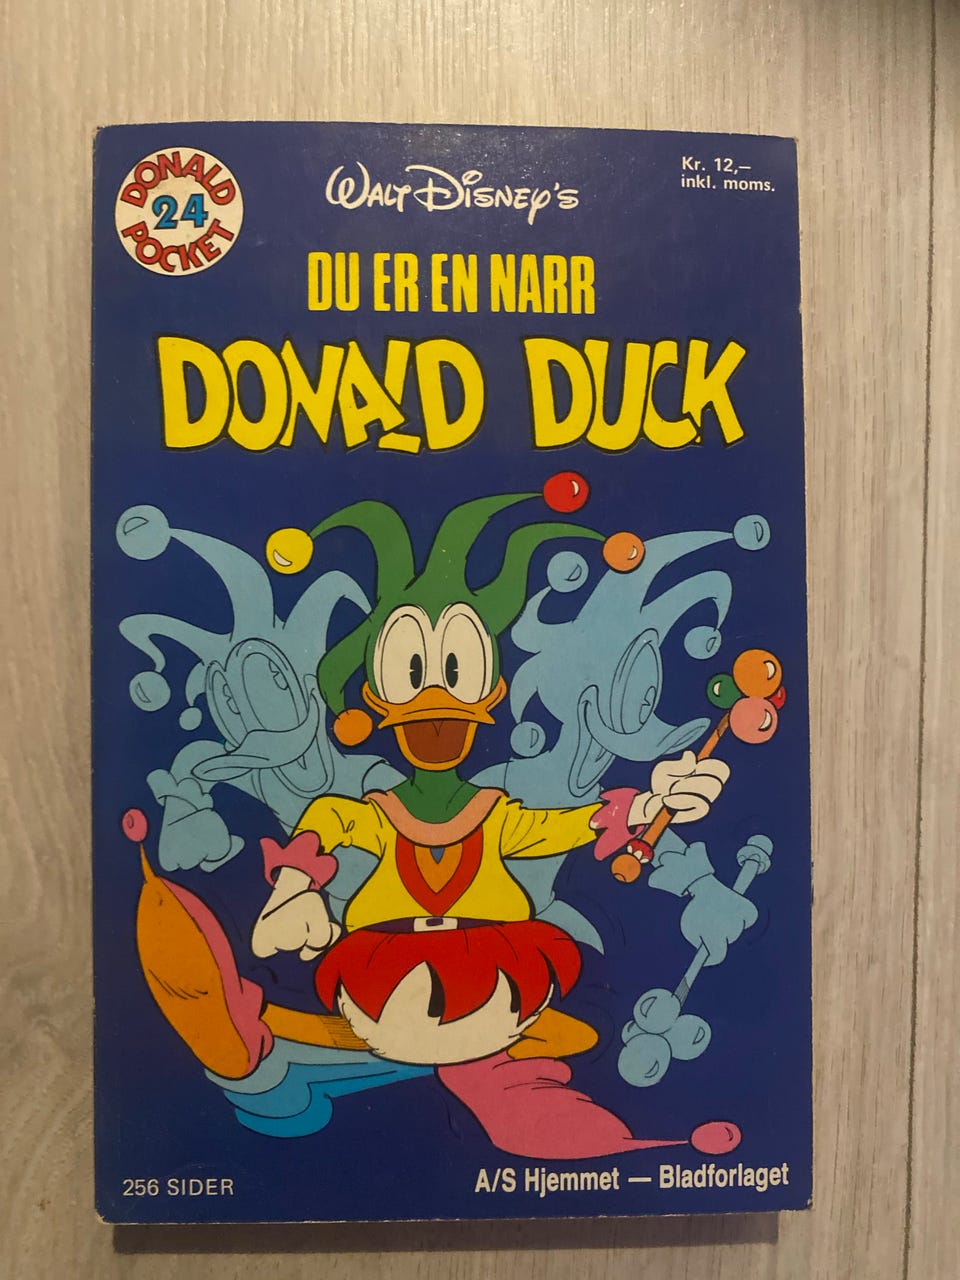 DONALD
24
POCKET
WALT DISNEY'S
Kr. 12,—
inkl. moms.
DU ER EN NARR
DONALD DUCK
256 SIDER
A/S Hjemmet — Bladforlaget